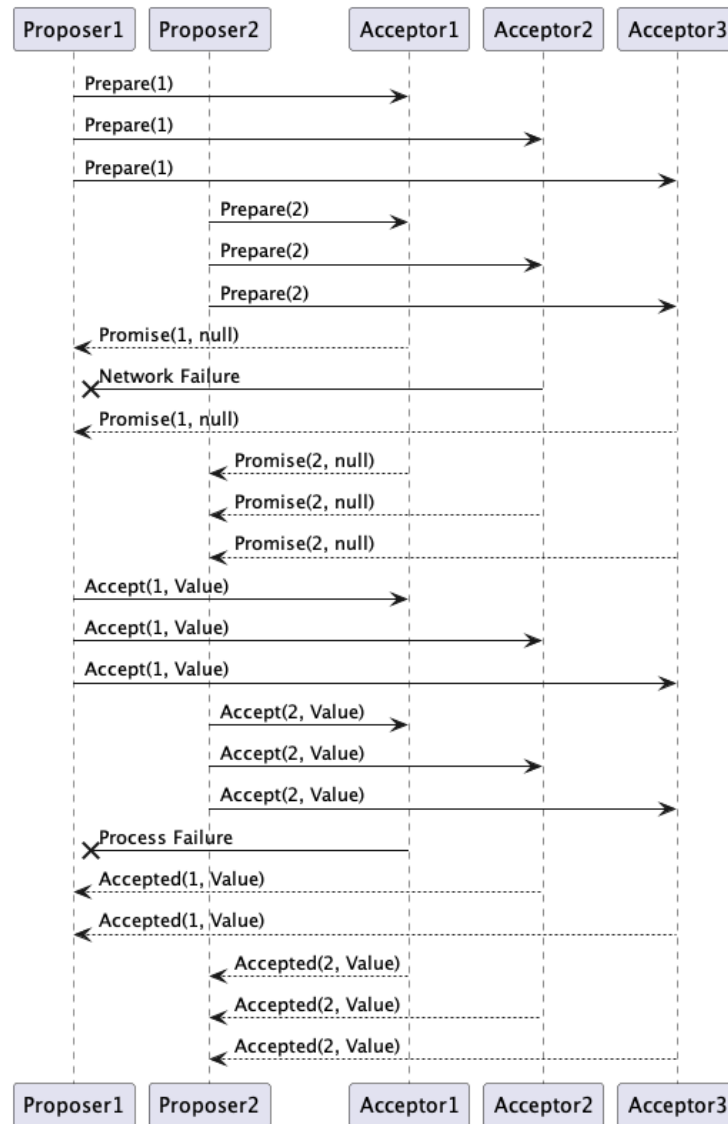 Proposer1 Proposer2 Acceptor1 Acceptor2 Acceptor3
Prepare(1)
Prepare(1)
Prepare(1)
Prepare(2)
Prepare(2)
Prepare(2)
Promise(1, null)
Network Failure
Promise(1, null)
Promise(2, null)
Promise(2, null)
Promise(2, null)
Accept(1, Value)
Accept(1, Value)
Accept(1, Value)
Accept(2, Value)
Accept(2, Value)
Accept(2, Value)
Process Failure
Accepted(1, Value)
Accepted(1, Value)
Accepted(2, Value)
Accepted(2, Value)
Accepted(2, Value)
Proposer1 Proposer2 Acceptor1 Acceptor2 Acceptor3